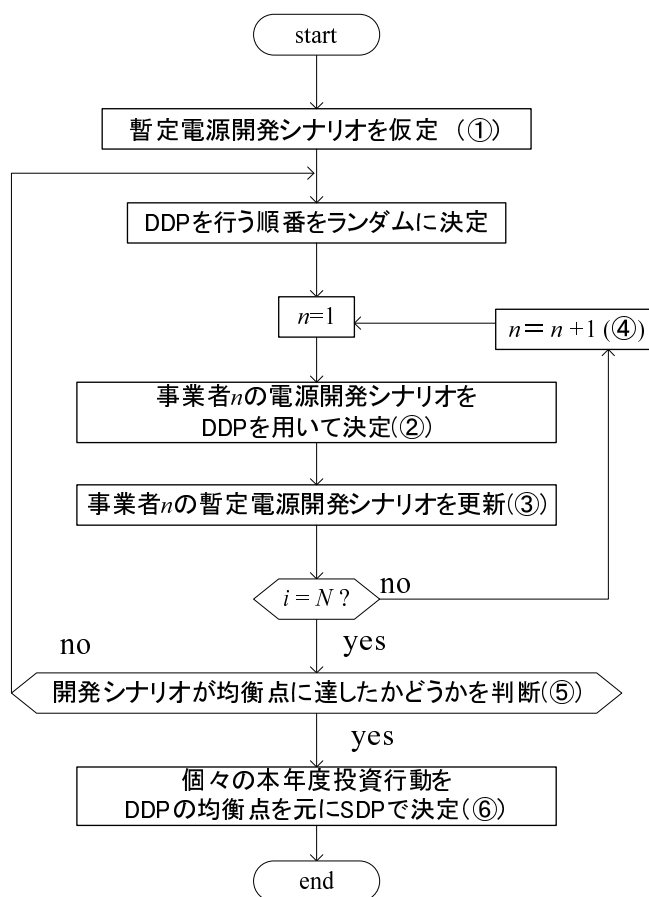 start
暫定電源開発シナリオを仮定 (①)
DDPを行う順番をランダムに決定
n=1
n＝n+1 (④)
事業者nの電源開発シナリオを
DDPを用いて決定(②)
事業者nの暫定電源開発シナリオを更新(③)
i = N ?
no
yes
no
開発シナリオが均衡点に達したかどうかを判断(⑤)
yes
個々の本年度投資行動を
DDPの均衡点を元にSDPで決定(⑥)
end